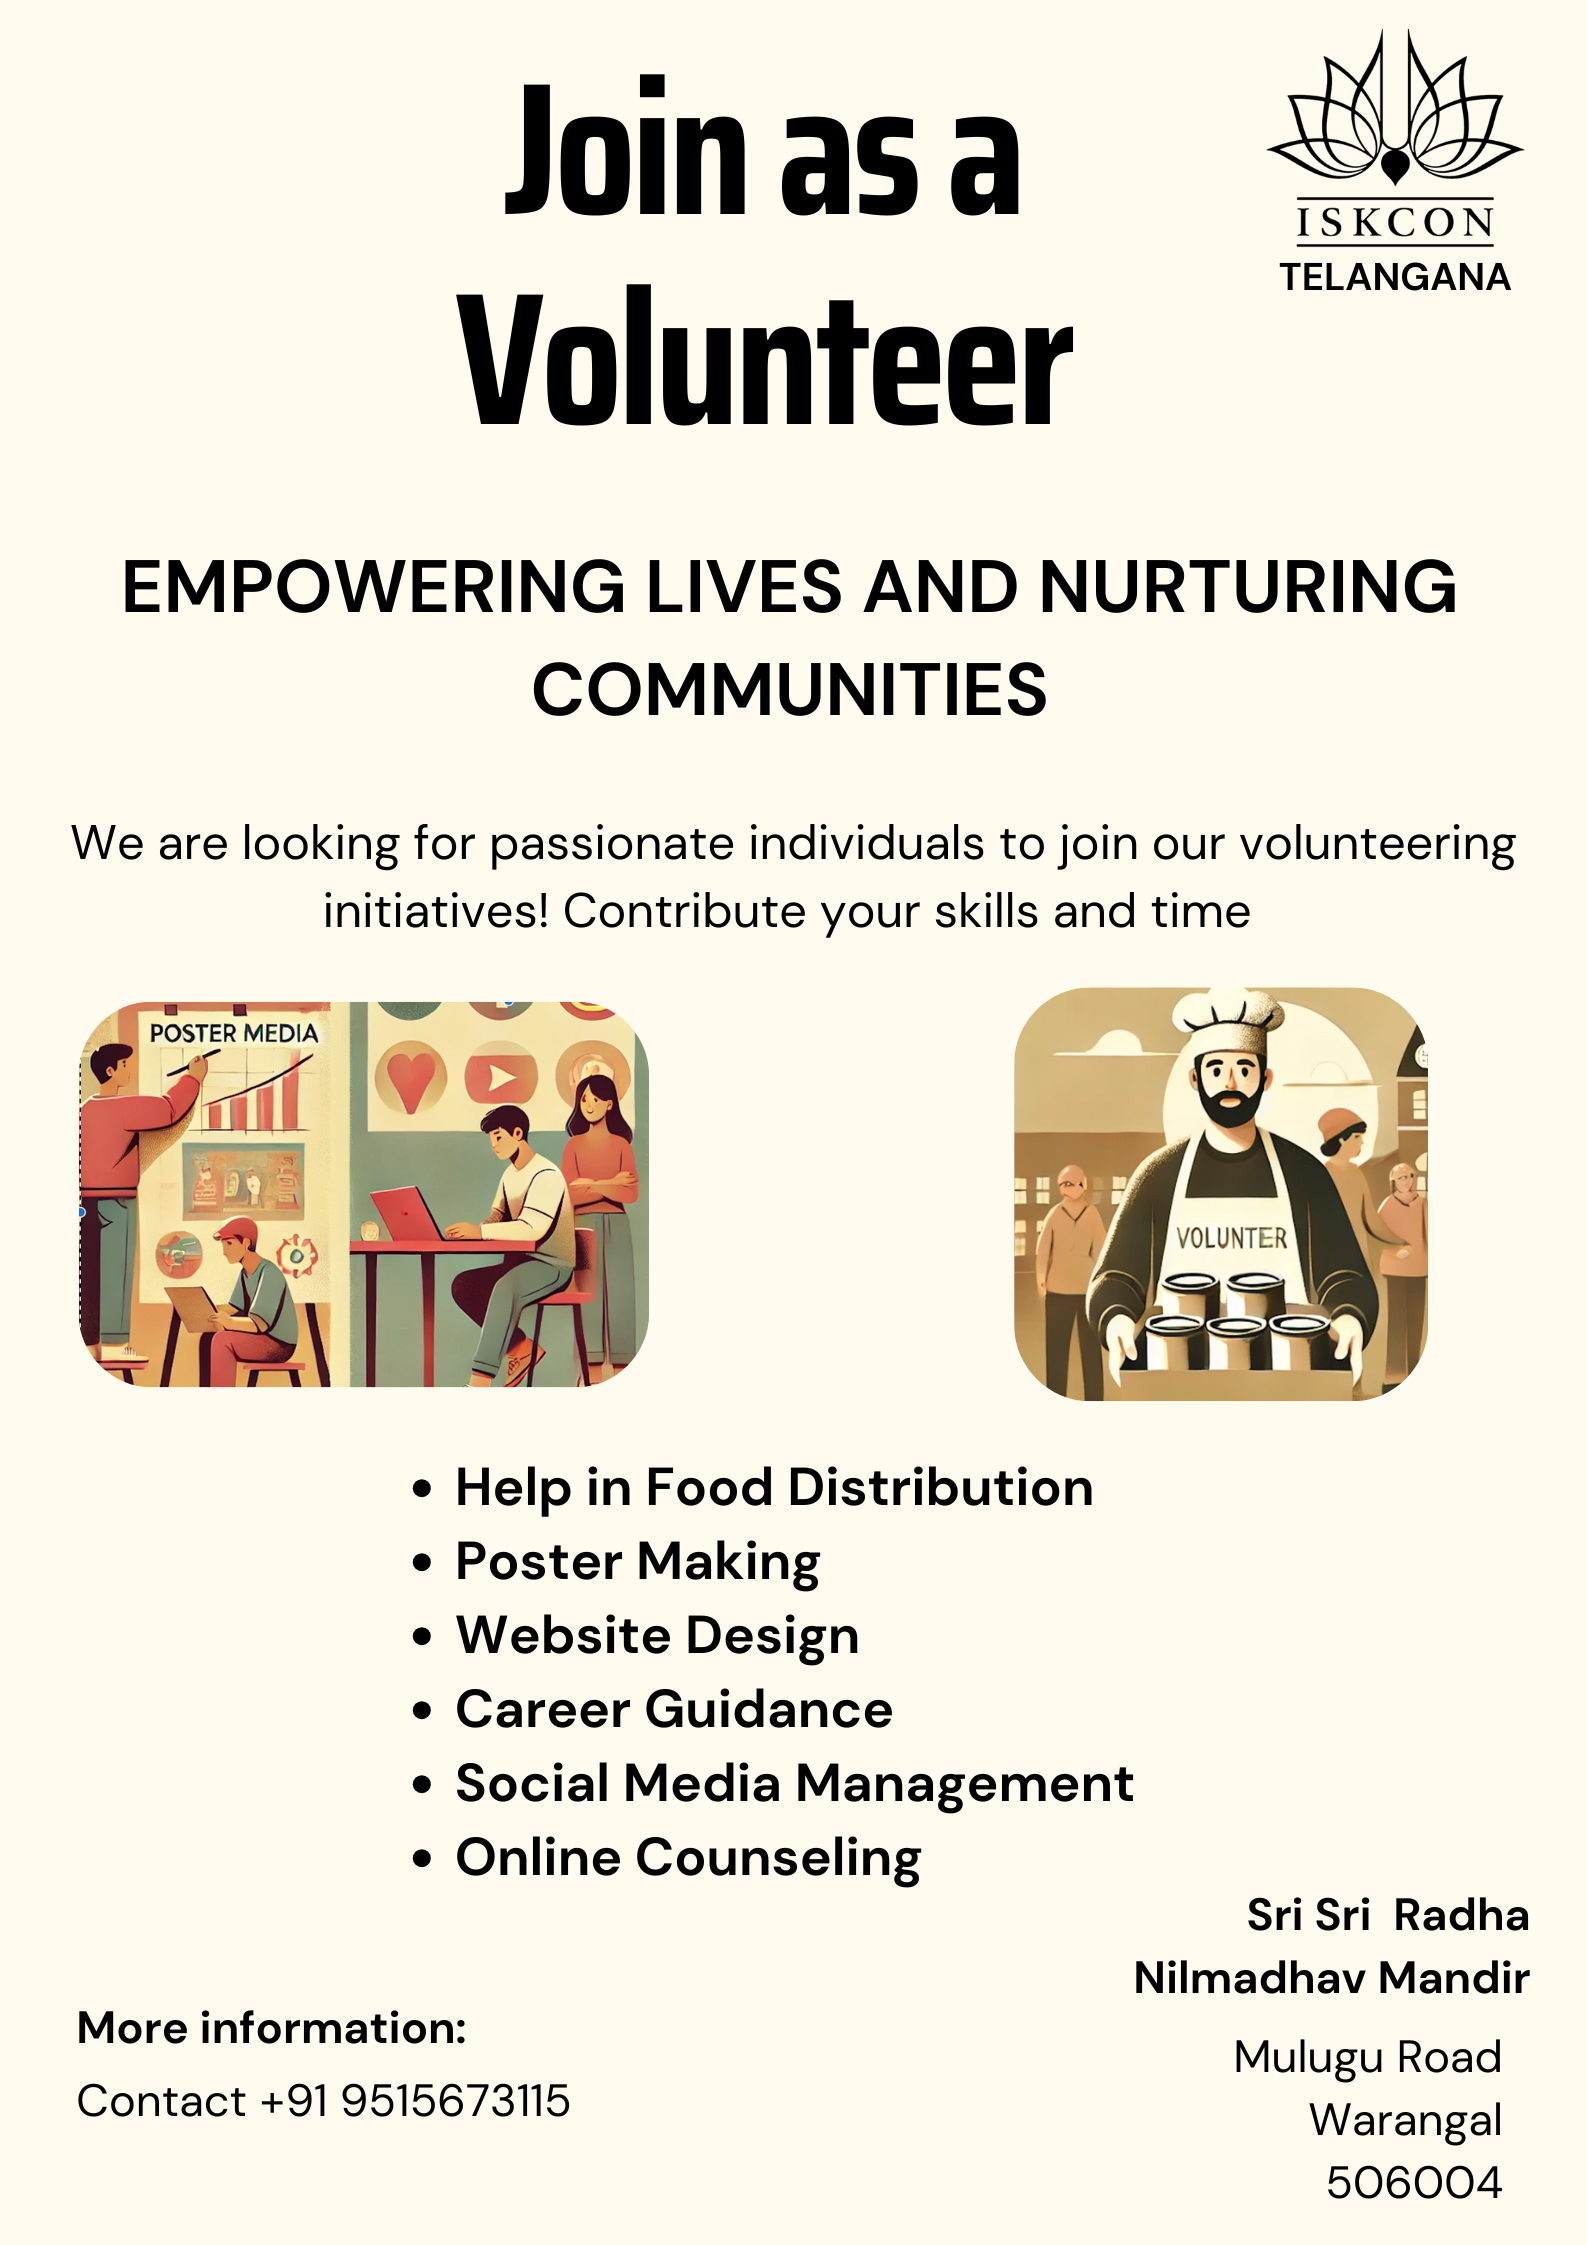 Join as a
Volunteer
ISKCON
TELANGANA
EMPOWERING LIVES AND NURTURING
COMMUNITIES
We are looking for passionate individuals to join our volunteering
initiatives! Contribute your skills and time
POSTER MEDIA
VOLUNTER
• Help in Food Distribution
• Poster Making
• Website Design
• Career Guidance
• Social Media Management
• Online Counseling
Sri Sri Radha
Nilmadhav Mandir
More information:
Contact +91 9515673115
Mulugu Road
Warangal
506004